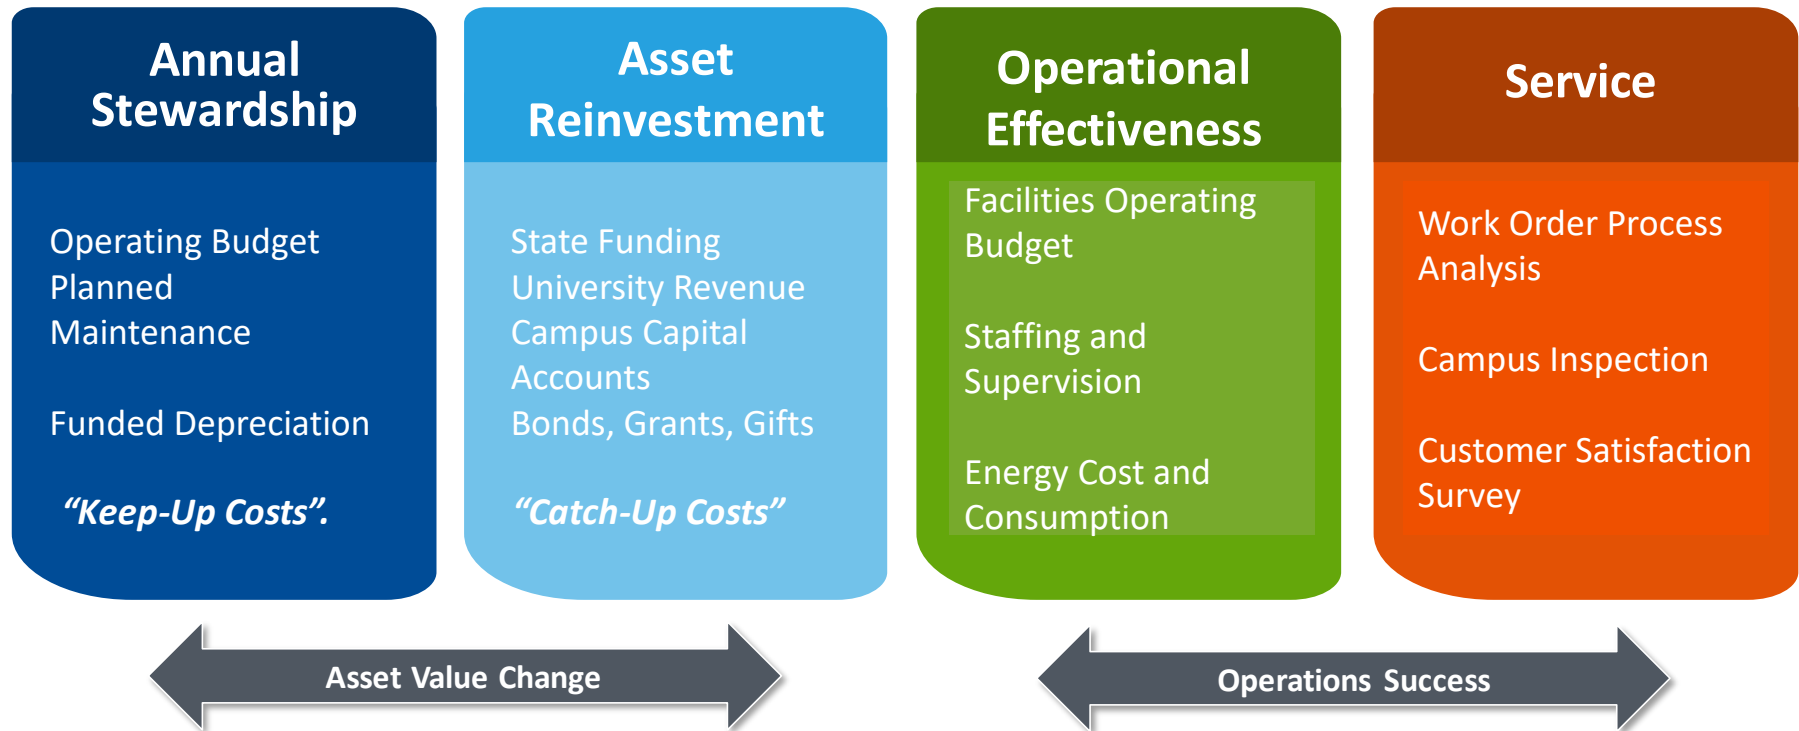 Annual
Stewardship
Operating Budget
Planned
Maintenance
Funded Depreciation
“Keep-Up Costs”.
Asset
Reinvestment
State Funding
University Revenue
Campus Capital
Accounts
Bonds, Grants, Gifts
“Catch-Up Costs”
Operational
Effectiveness
Facilities Operating
Budget
Staffing and
Supervision
Energy Cost and
Consumption
Service
Work Order Process
Analysis
Campus Inspection
Customer Satisfaction
Survey
Asset Value Change
Operations Success